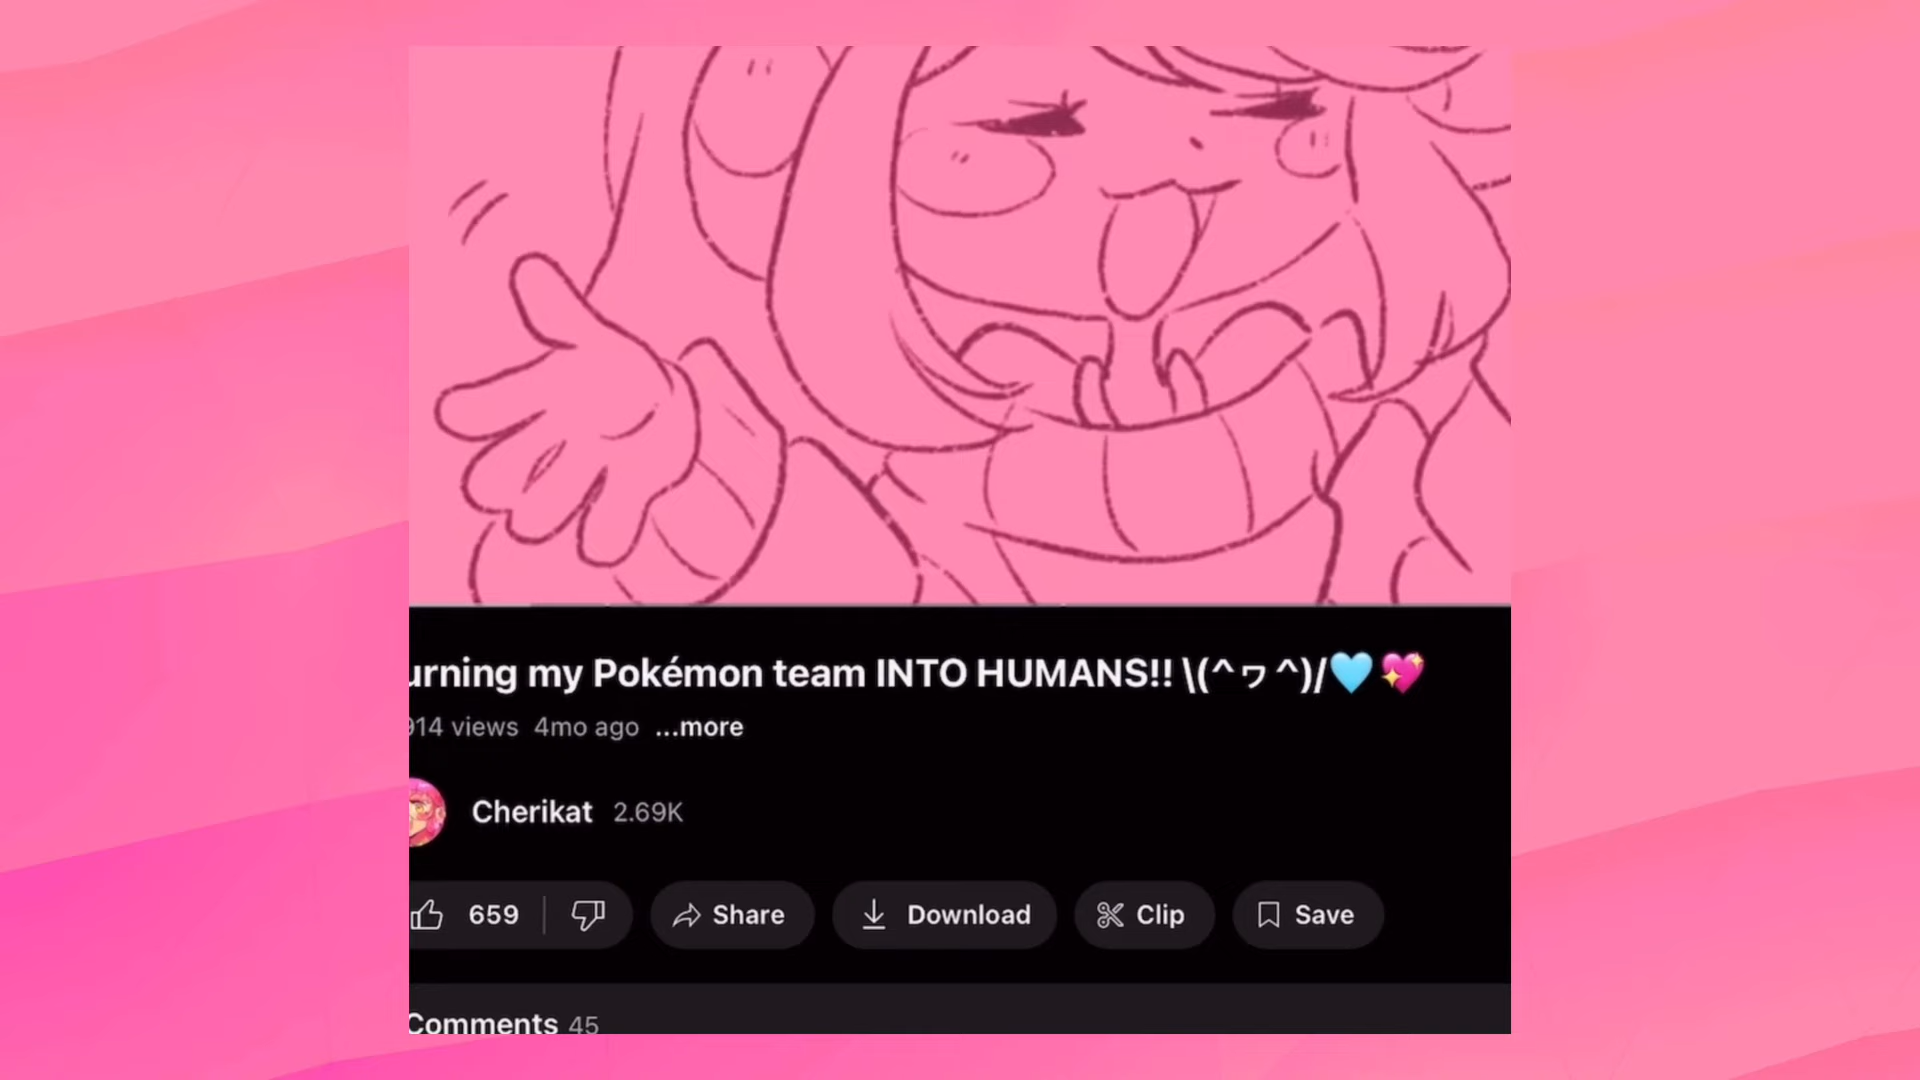 urning my Pokémon team INTO HUMANS!! \(^ヮ^)/🩵💖
914 views 4mo ago ...more
Cherikat 2.69K
659 Share Download Clip Save
Comments 45